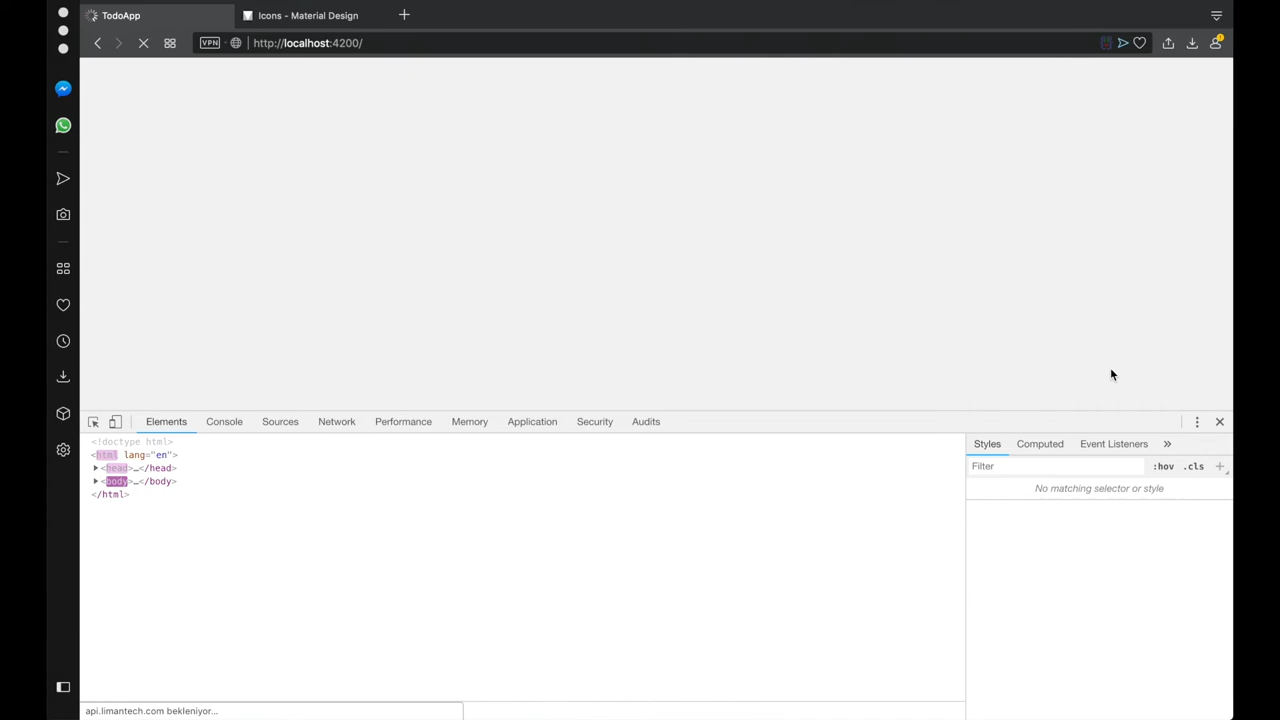 TodoApp
Icons - Material Design
VPN
http://localhost:4200/
Elements
Console
Sources
Network
Performance
Memory
Application
Security
Audits
<!doctype html>
<html lang="en">
<head>…</head>
<body>…</body>
</html>
Styles
Computed
Event Listeners
Filter
:hov
.cls
No matching selector or style
api.limantech.com bekleniyor...